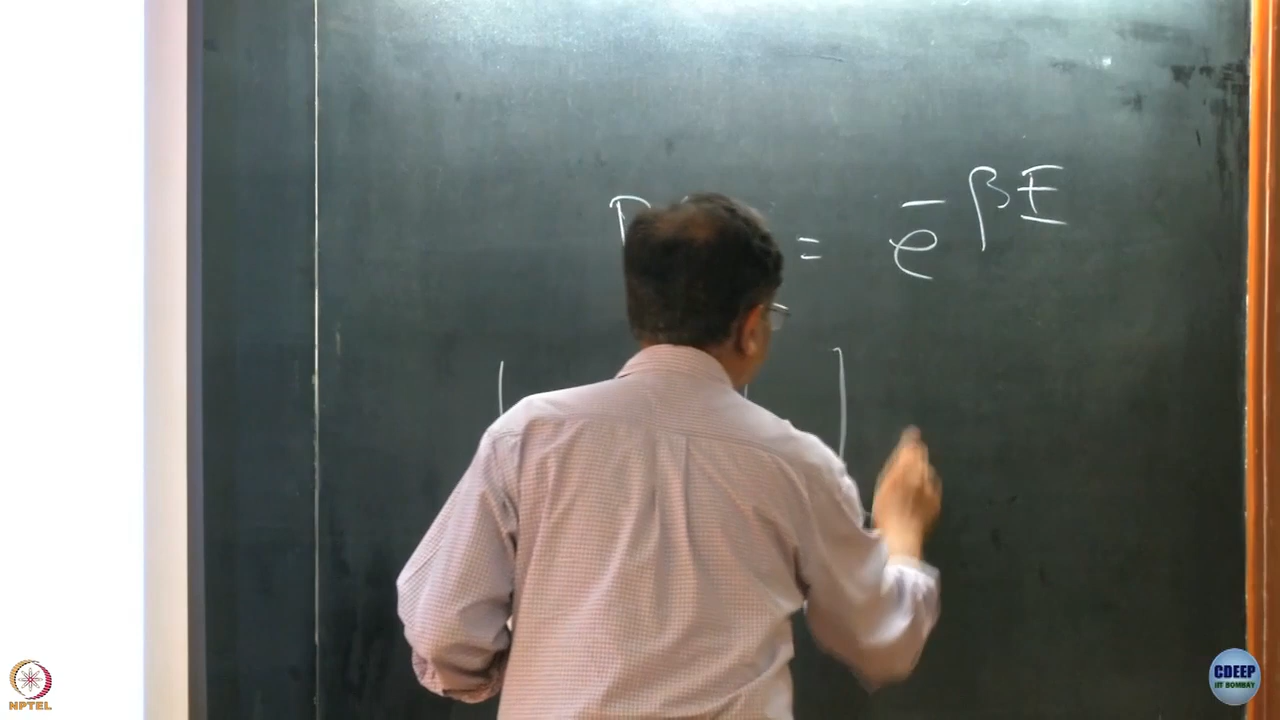 = e^{-βE}
NPTEL
CDEEP
IIT BOMBAY